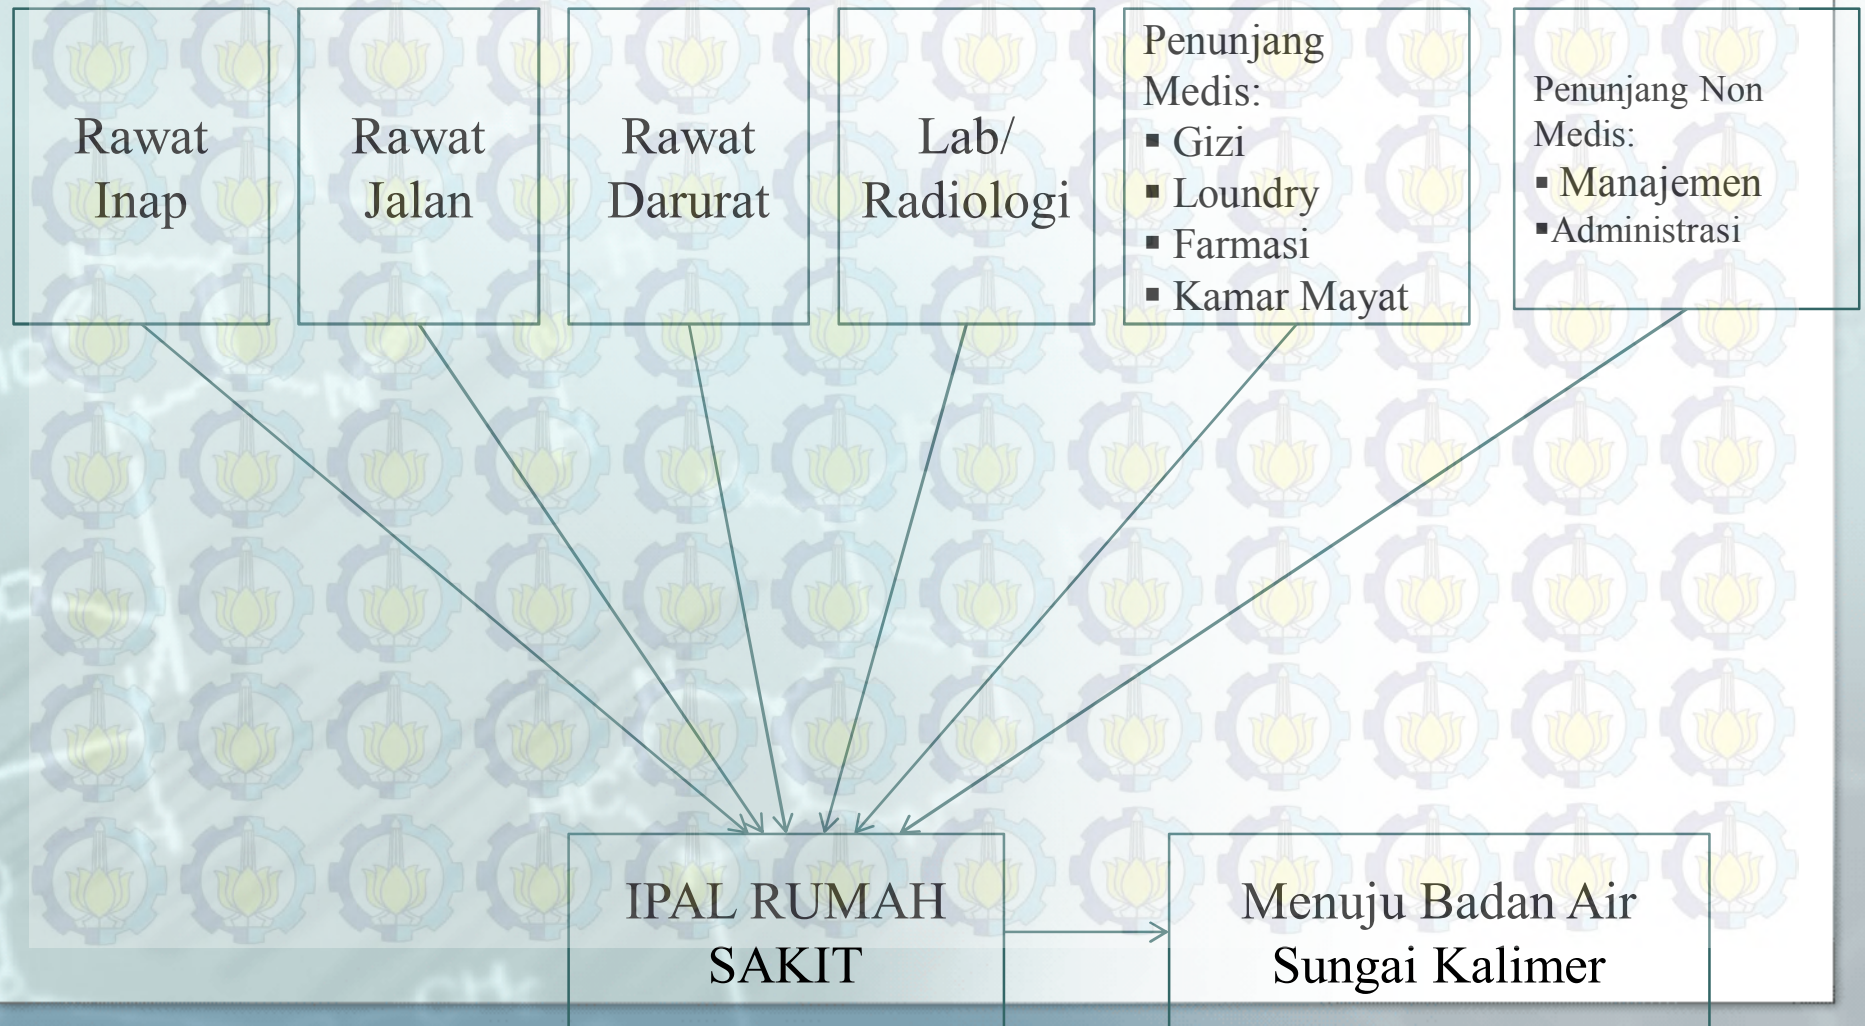 Rawat
Inap
Rawat
Jalan
Rawat
Darurat
Lab/
Radiologi
Penunjang
Medis:
▪ Gizi
▪ Loundry
▪ Farmasi
▪ Kamar Mayat
Penunjang Non
Medis:
▪ Manajemen
▪Administrasi
IPAL RUMAH
SAKIT
Menuju Badan Air
Sungai Kalimer